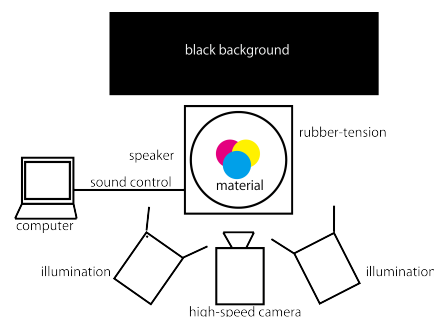 black background
rubber-tension
speaker
sound control
material
computer
illumination
illumination
high-speed camera